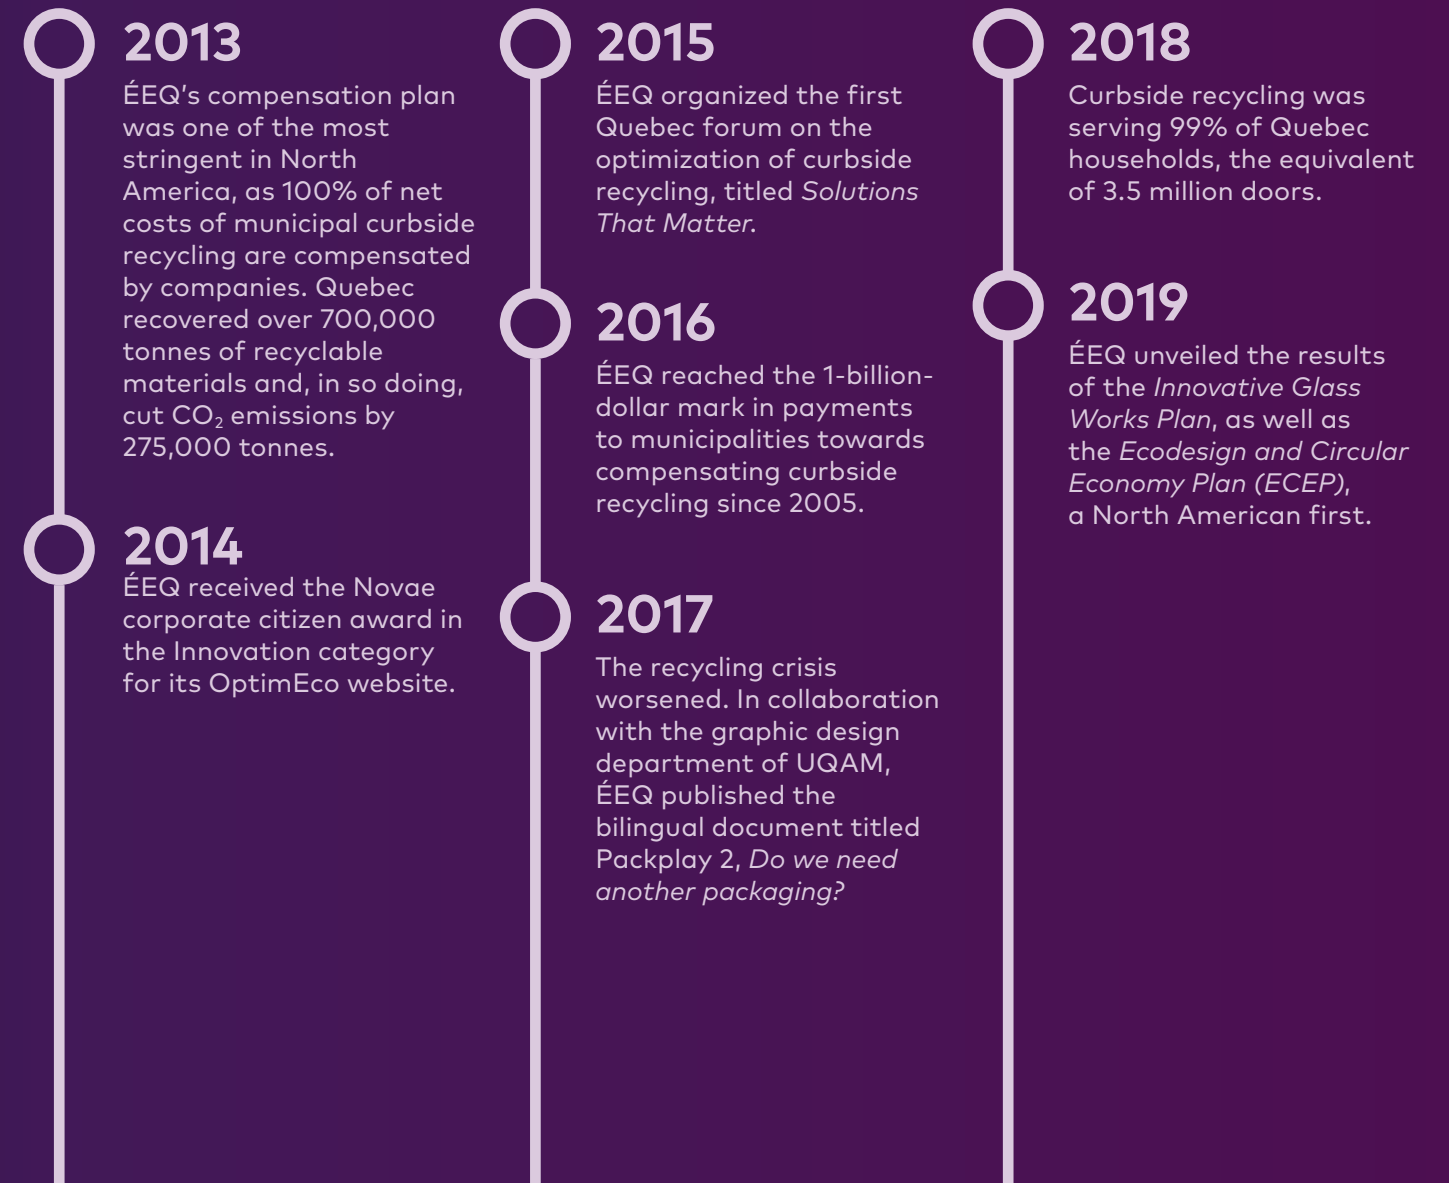 2013
ÉEQ’s compensation plan
was one of the most
stringent in North
America, as 100% of net
costs of municipal curbside
recycling are compensated
by companies. Quebec
recovered over 700,000
tonnes of recyclable
materials and, in so doing,
cut CO₂ emissions by
275,000 tonnes.
2014
ÉEQ received the Novae
corporate citizen award in
the Innovation category
for its OptimEco website.
2015
ÉEQ organized the first
Quebec forum on the
optimization of curbside
recycling, titled Solutions
That Matter.
2016
ÉEQ reached the 1-billion-
dollar mark in payments
to municipalities towards
compensating curbside
recycling since 2005.
2017
The recycling crisis
worsened. In collaboration
with the graphic design
department of UQAM,
ÉEQ published the
bilingual document titled
Packplay 2, Do we need
another packaging?
2018
Curbside recycling was
serving 99% of Quebec
households, the equivalent
of 3.5 million doors.
2019
ÉEQ unveiled the results
of the Innovative Glass
Works Plan, as well as
the Ecodesign and Circular
Economy Plan (ECEP),
a North American first.